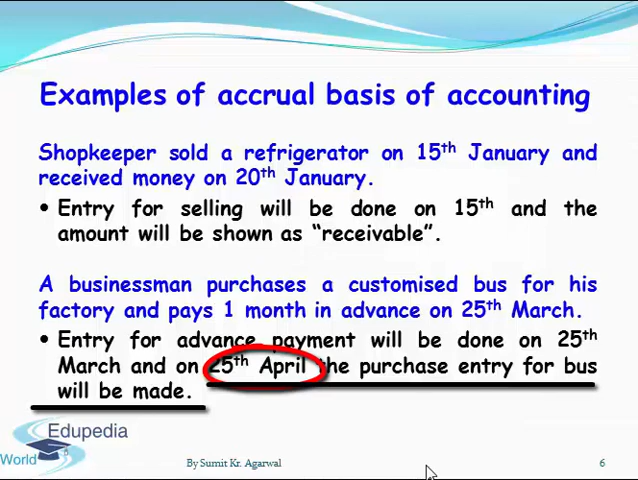 Examples of accrual basis of accounting
Shopkeeper sold a refrigerator on 15th January and
received money on 20th January.
• Entry for selling will be done on 15th and the
amount will be shown as “receivable”.
A businessman purchases a customised bus for his
factory and pays 1 month in advance on 25th March.
• Entry for advance payment will be done on 25th
March and on 25th April the purchase entry for bus
will be made.
Edupedia
World
By Sumit Kr. Agarwal
6